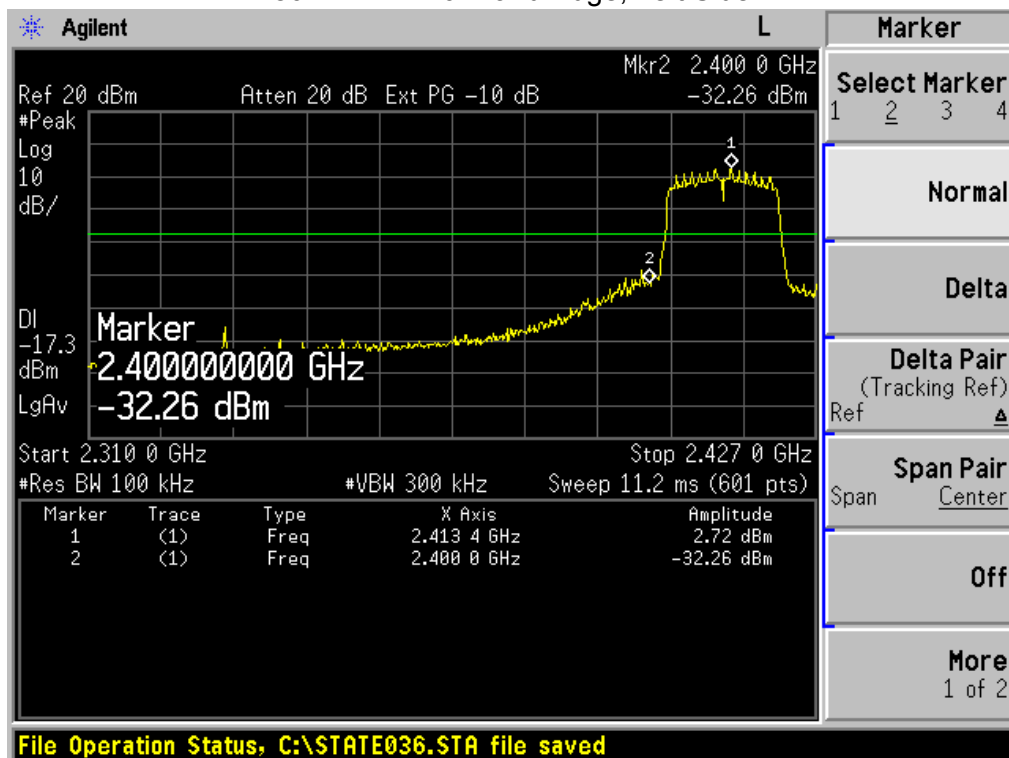 Agilent
L
Marker
Mkr2 2.400 0 GHz
Ref 20 dBm Atten 20 dB Ext PG -10 dB -32.26 dBm
#Peak
Log
10
dB/
1
2
DI
-17.3
dBm
LgAv
Marker
2.400000000 GHz
-32.26 dBm
Start 2.310 0 GHz Stop 2.427 0 GHz
#Res BW 100 kHz #VBW 300 kHz Sweep 11.2 ms (601 pts)
Marker Trace Type X Axis Amplitude
1 (1) Freq 2.413 4 GHz 2.72 dBm
2 (1) Freq 2.400 0 GHz -32.26 dBm
Select Marker
1 2 3 4
Normal
Delta
Delta Pair
(Tracking Ref)
Ref Δ
Span Pair
Span Center
Off
More
1 of 2
File Operation Status, C:\STATE036.STA file saved